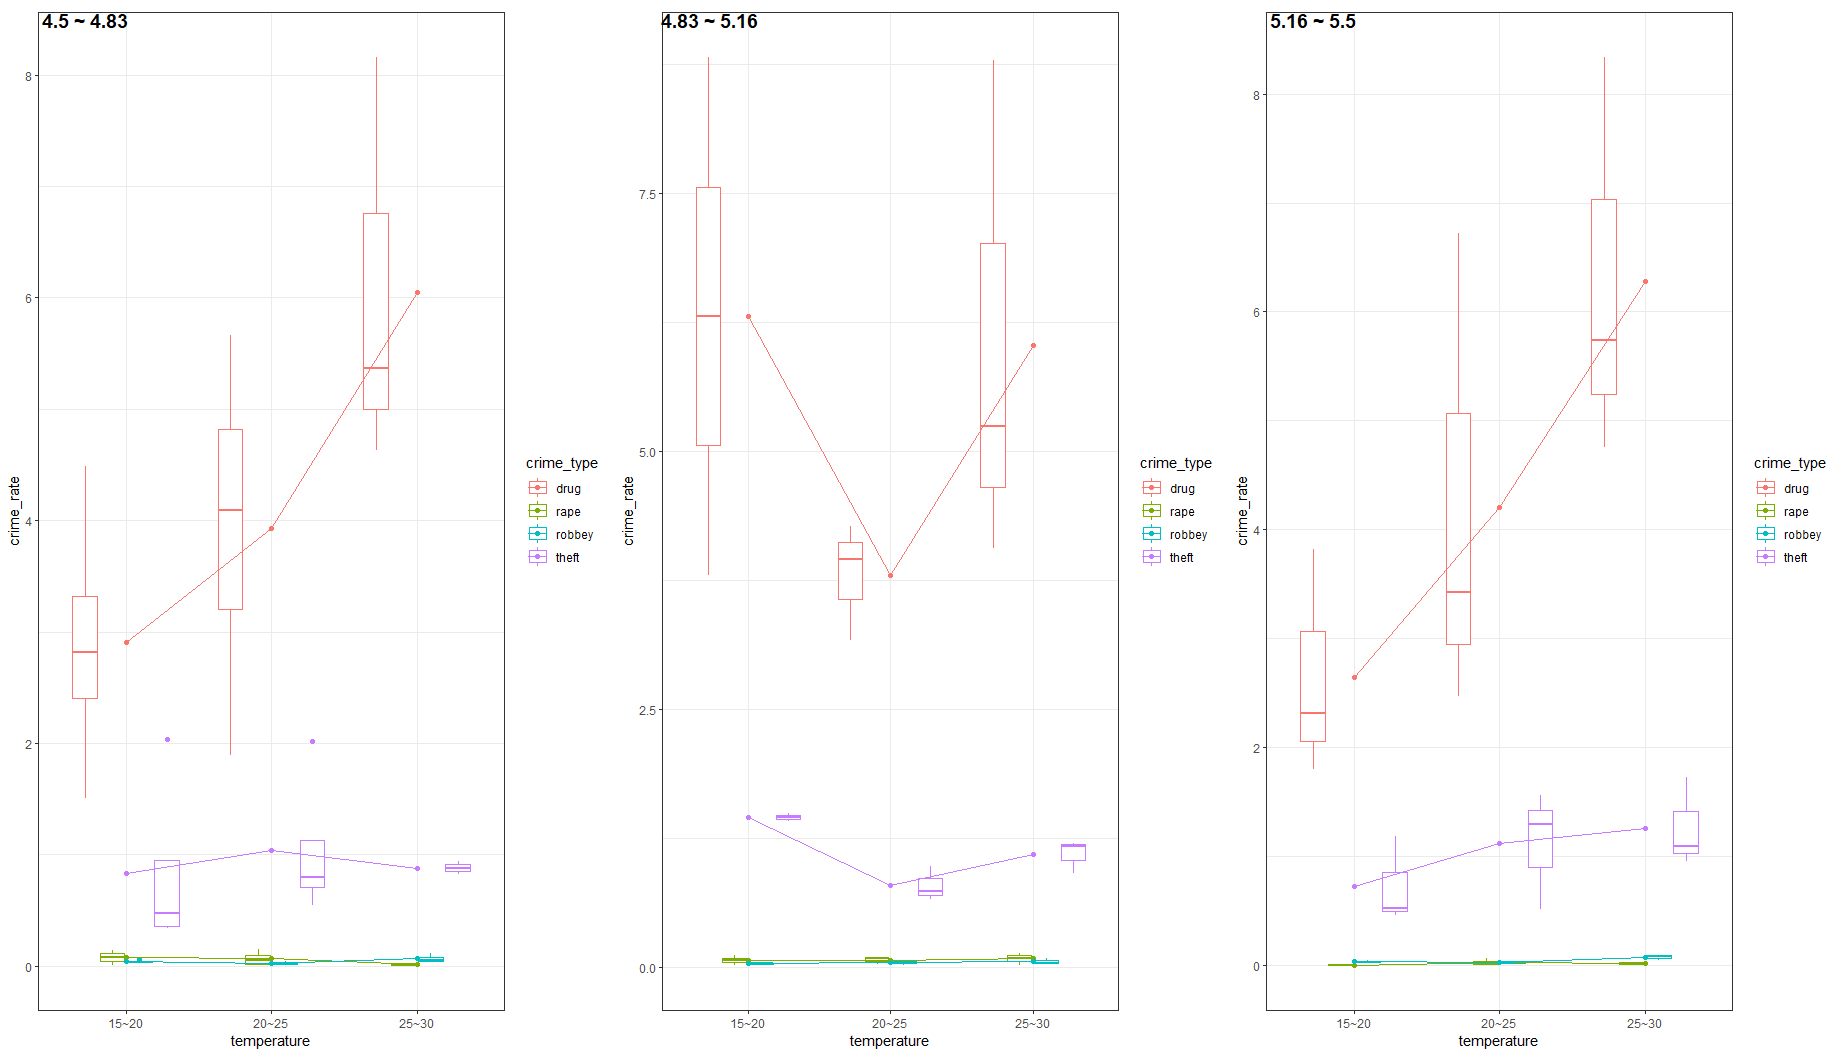 4.5 ~ 4.83
8
6
4
2
0
crime_rate
15~20
20~25
25~30
temperature
crime_type
drug
rape
robbey
theft
4.83 ~ 5.16
7.5
5.0
2.5
0.0
crime_rate
15~20
20~25
25~30
temperature
crime_type
drug
rape
robbey
theft
5.16 ~ 5.5
8
6
4
2
0
crime_rate
15~20
20~25
25~30
temperature
crime_type
drug
rape
robbey
theft